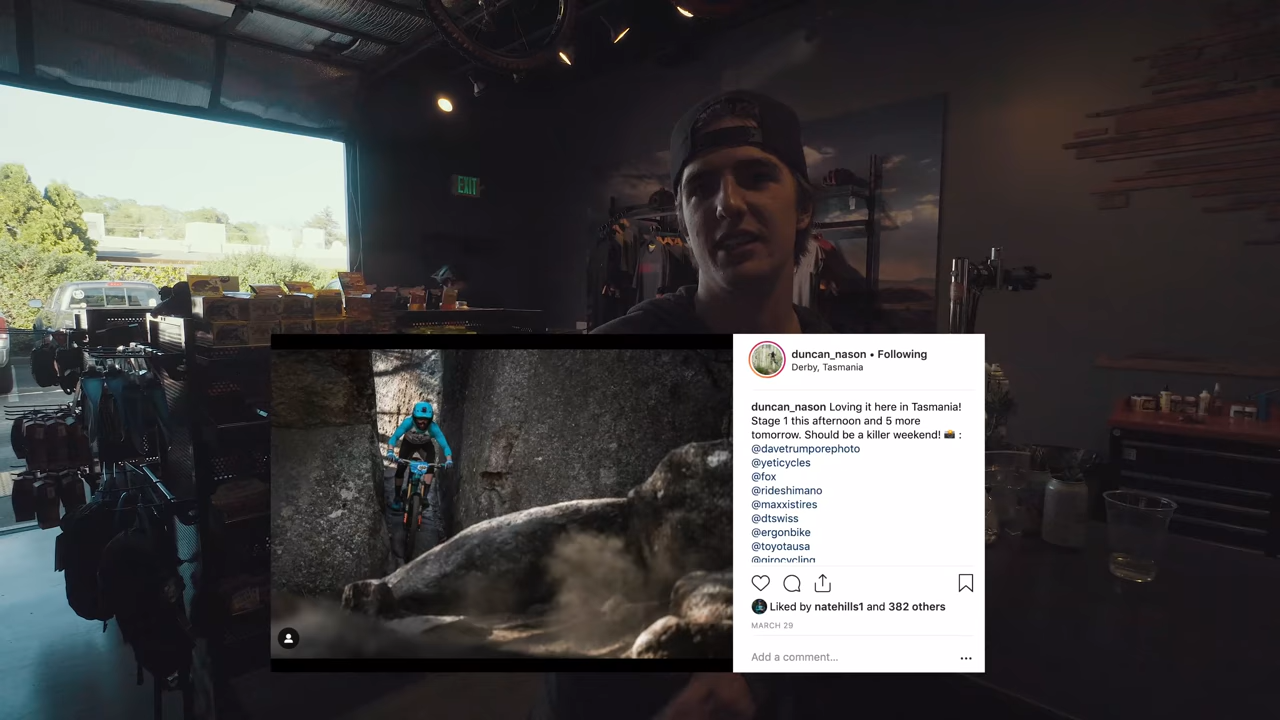 EXIT
duncan_nason • Following
Derby, Tasmania
duncan_nason Loving it here in Tasmania!
Stage 1 this afternoon and 5 more
tomorrow. Should be a killer weekend! 📸 :
@davetrumporephoto
@yeticycles
@fox
@rideshimano
@maxxistires
@dtswiss
@ergonbike
@toyotausa
@girocycling
Liked by natehills1 and 382 others
MARCH 29
Add a comment...